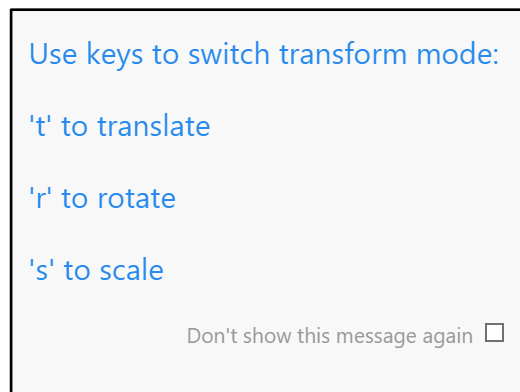 Use keys to switch transform mode:
't' to translate
'r' to rotate
's' to scale
Don't show this message again